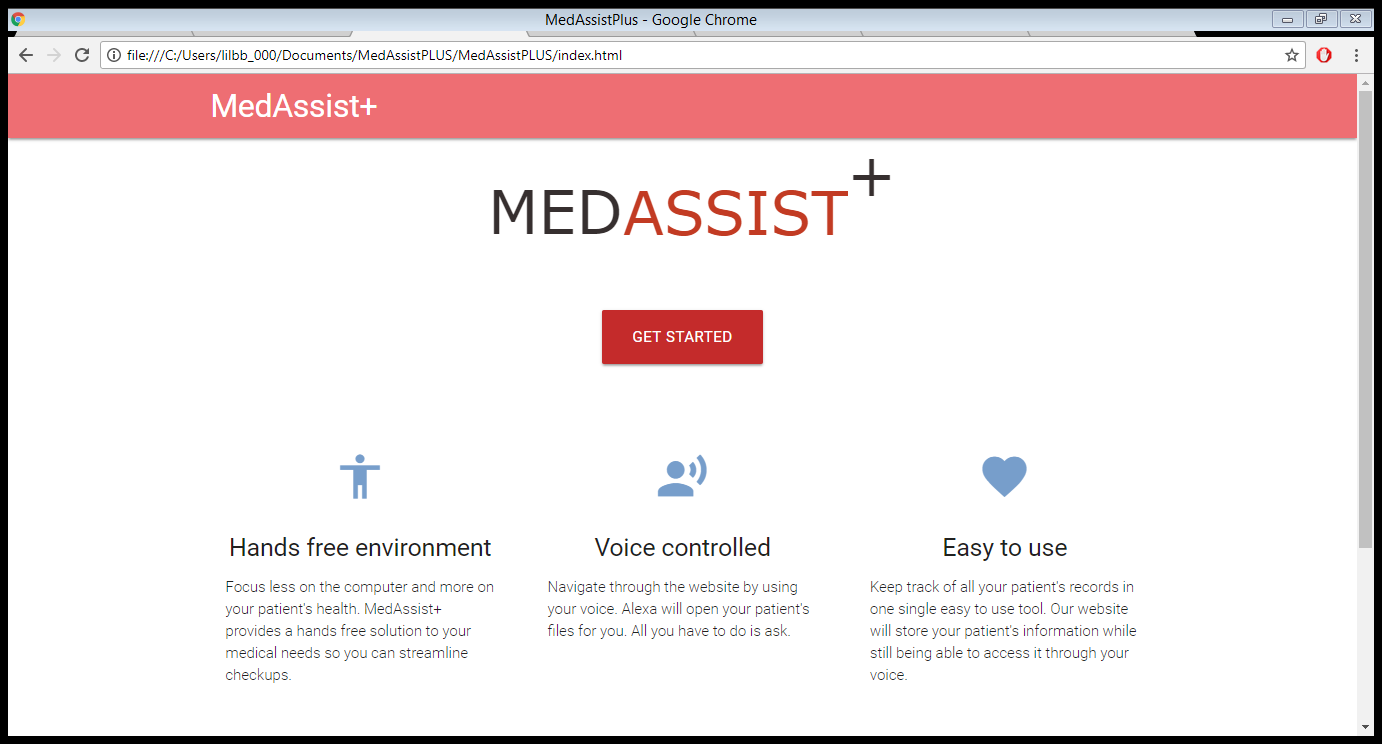 MedAssistPlus - Google Chrome
file:///C:/Users/lilbb_000/Documents/MedAssistPLUS/MedAssistPLUS/index.html
MedAssist+
MEDASSIST+
GET STARTED
Hands free environment
Focus less on the computer and more on
your patient's health. MedAssist+
provides a hands free solution to your
medical needs so you can streamline
checkups.
Voice controlled
Navigate through the website by using
your voice. Alexa will open your patient's
files for you. All you have to do is ask.
Easy to use
Keep track of all your patient's records in
one single easy to use tool. Our website
will store your patient's information while
still being able to access it through your
voice.